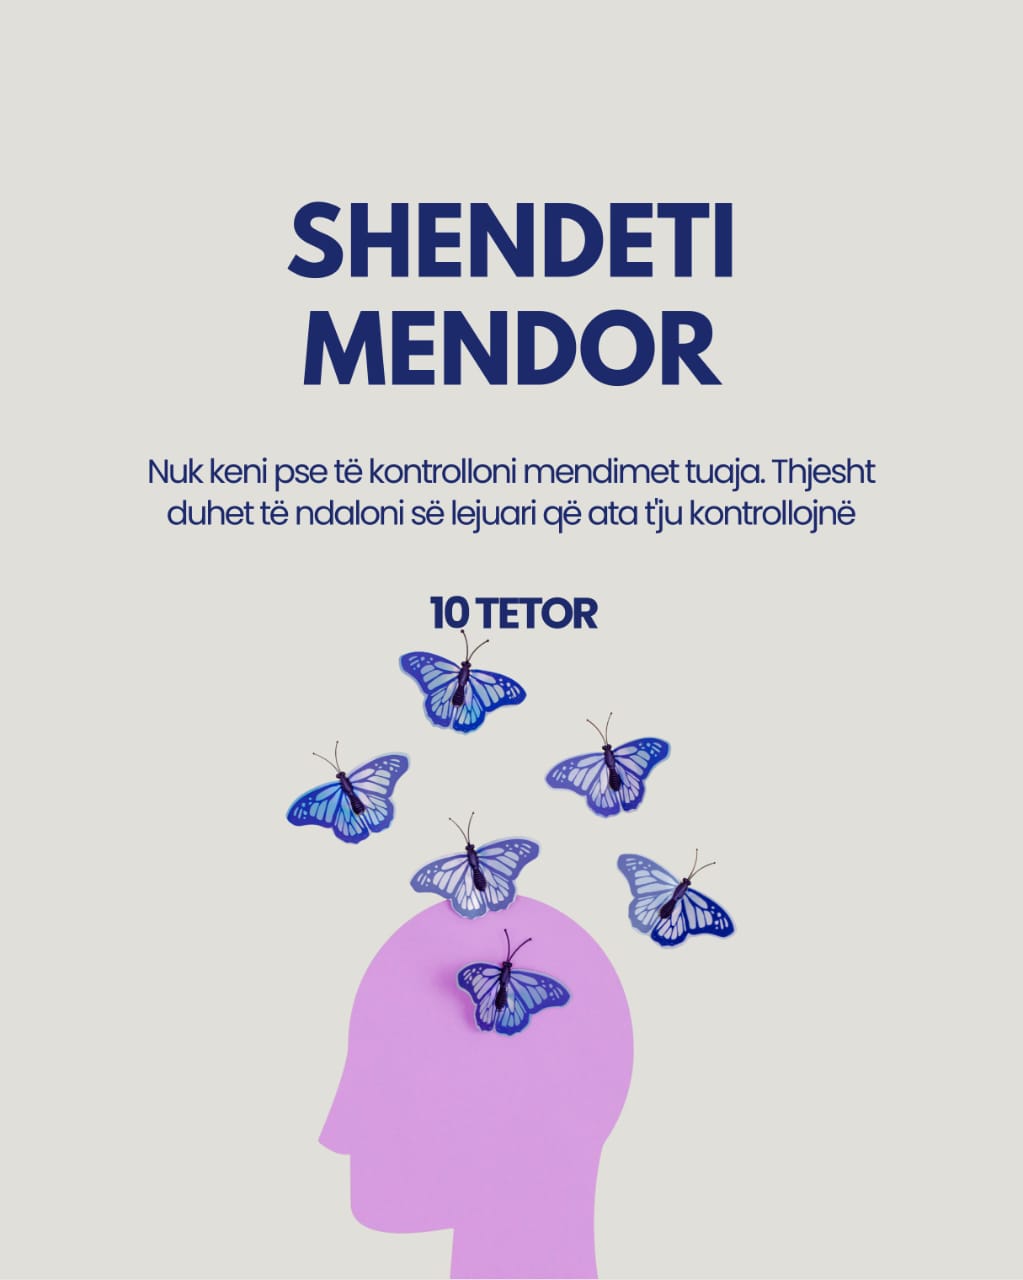 SHENDETI
MENDOR
Nuk keni pse të kontrolloni mendimet tuaja. Thjesht
duhet të ndaloni së lejuari që ata t'ju kontrollojnë
10 TETOR